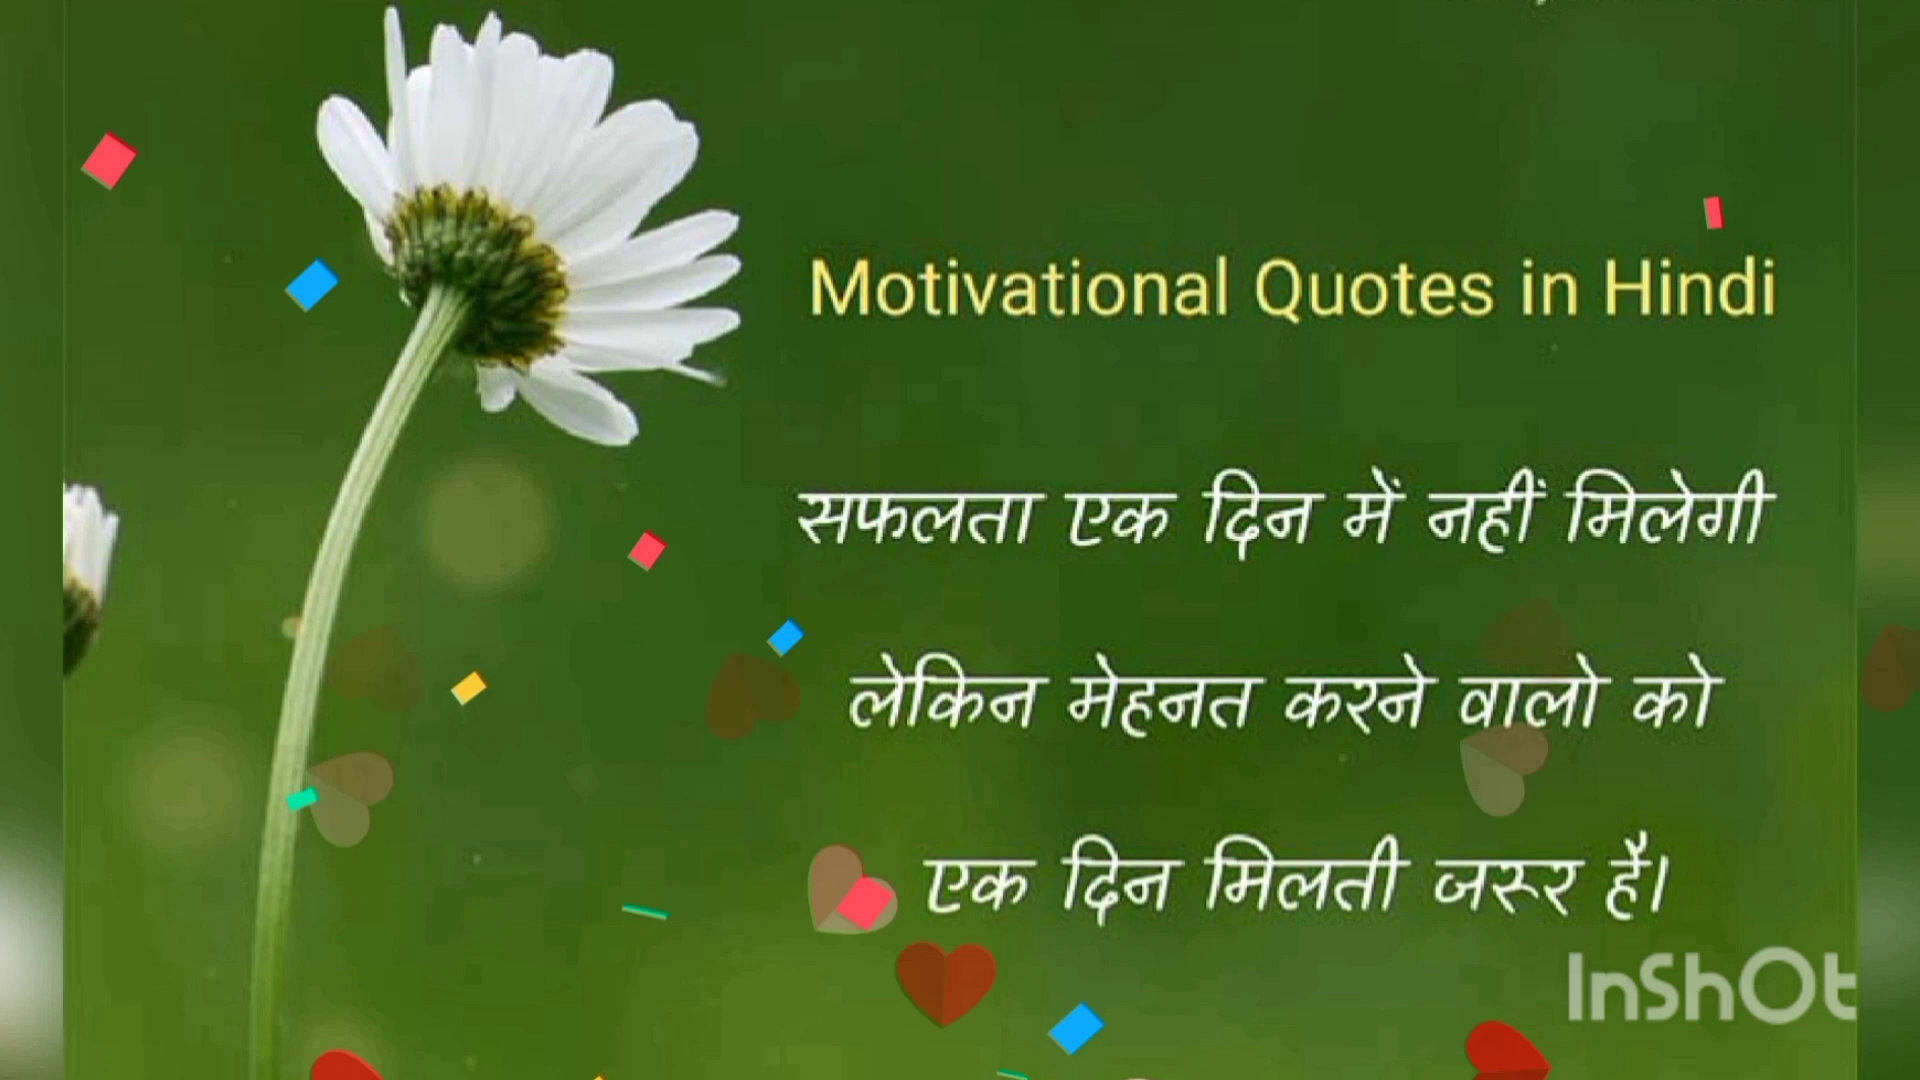 Motivational Quotes in Hindi
सफलता एक दिन में नहीं मिलेगी
लेकिन मेहनत करने वालो को
एक दिन मिलती जरूर है।
InShOt